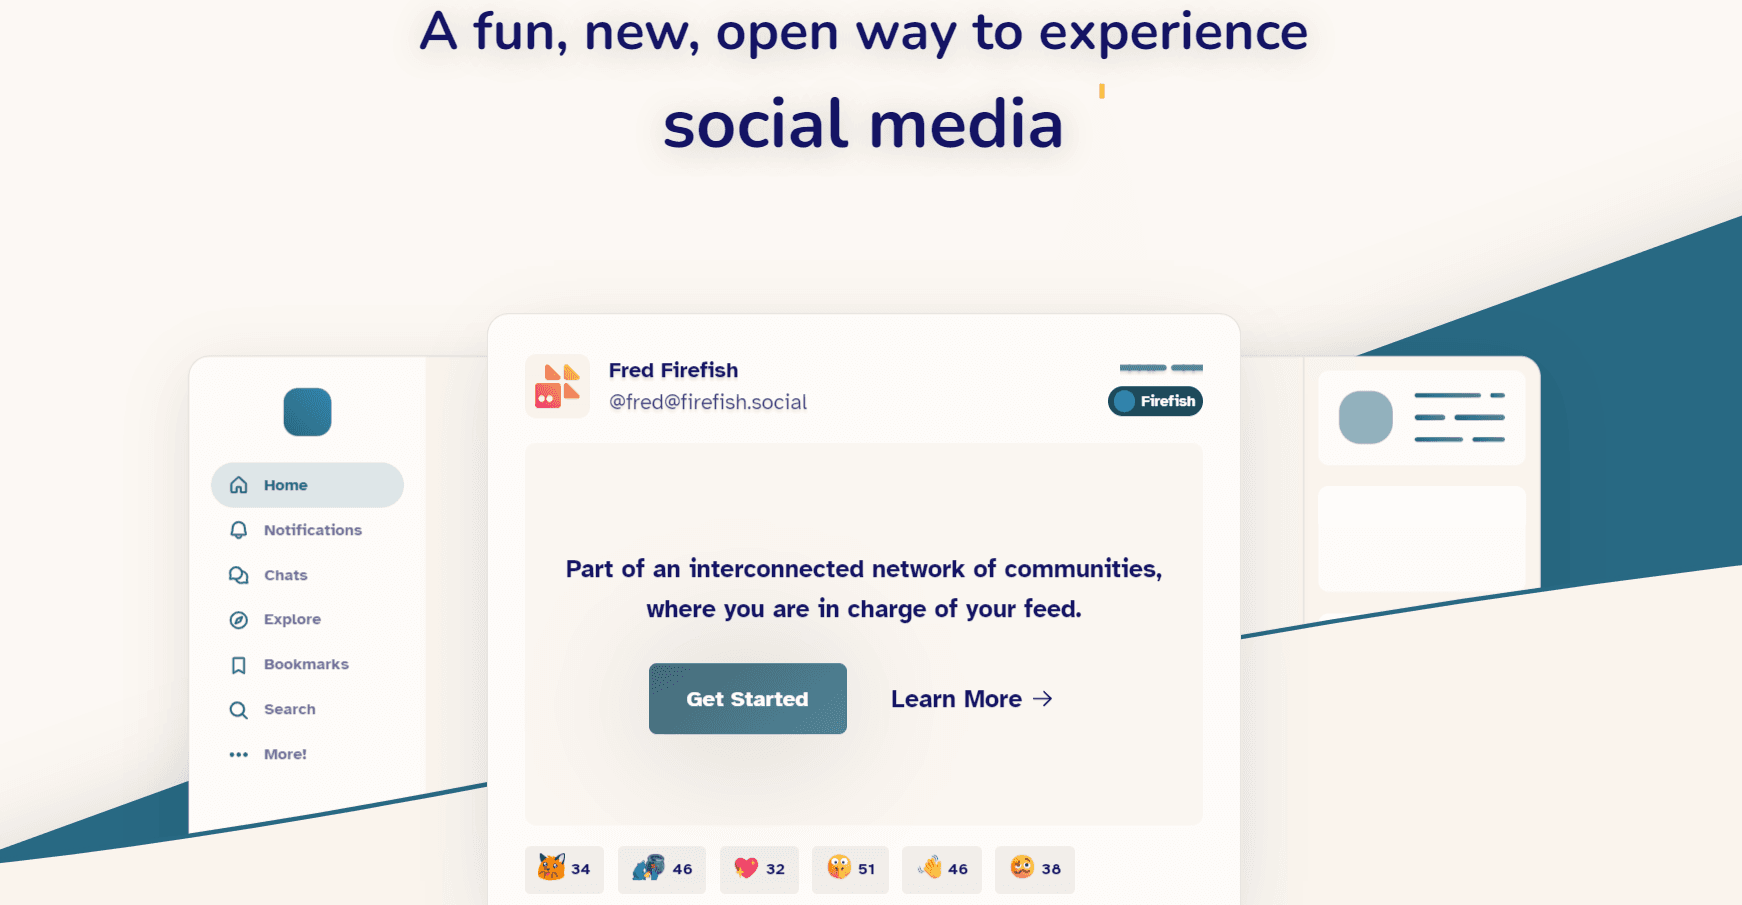 A fun, new, open way to experience
social media
Home
Notifications
Chats
Explore
Bookmarks
Search
More!
Fred Firefish
@fred@firefish.social
Firefish
Part of an interconnected network of communities,
where you are in charge of your feed.
Get Started
Learn More →
34
46
32
51
46
38